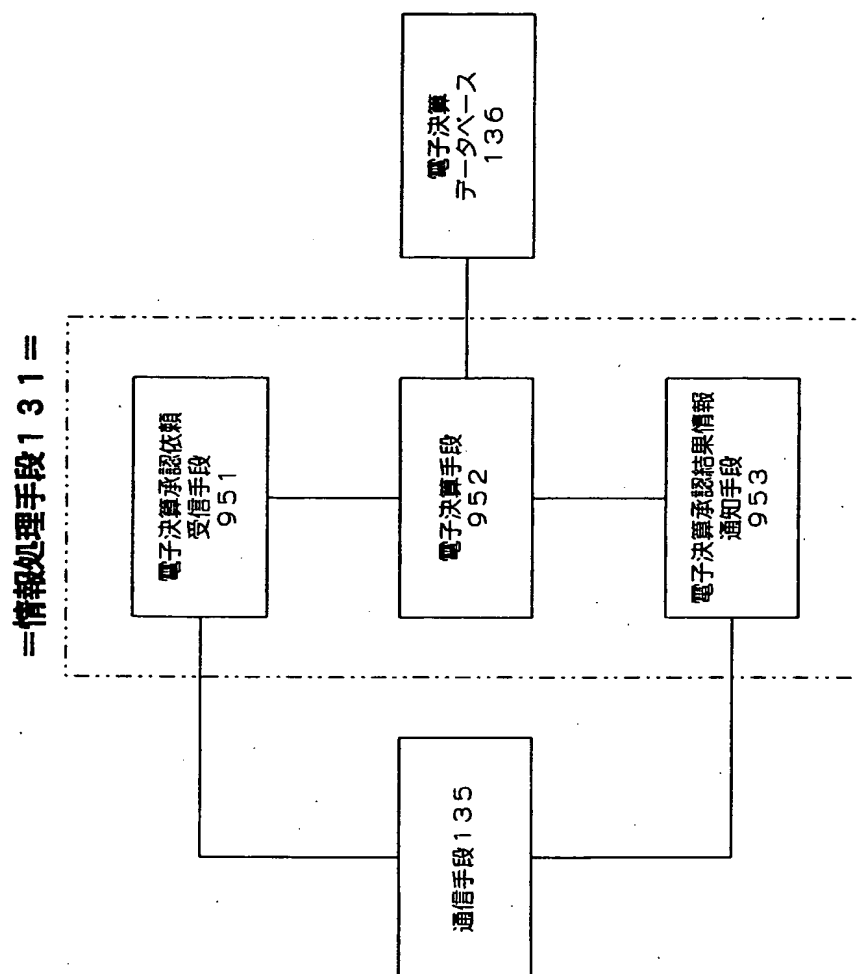 ＝情報処理手段１３１＝
電子決算承認依頼
受信手段
９５１
電子決算手段
９５２
電子決算承認結果情報
通知手段
９５３
通信手段１３５
電子決算
データベース
１３６